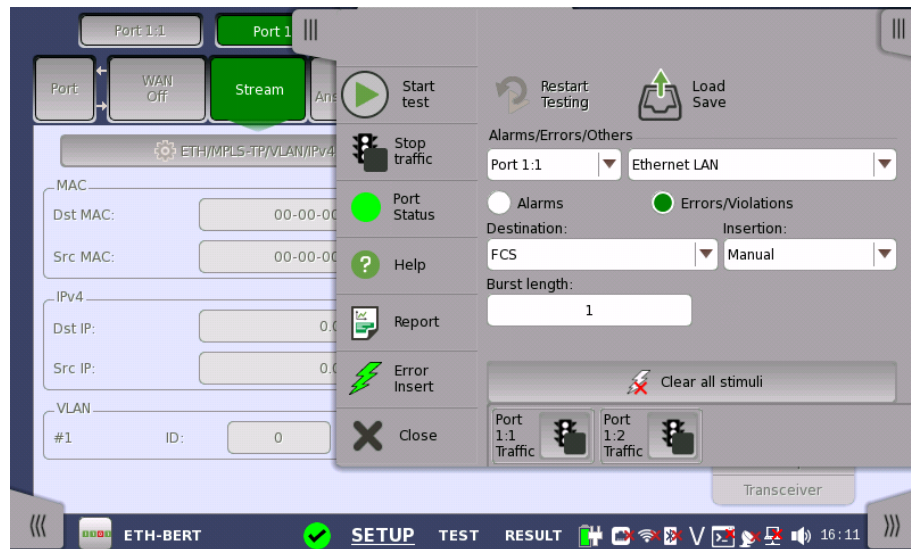 Port 1:1
Port 1
Port
WAN
Off
Stream
Ans
ETH/MPLS-TP/VLAN/IPv4
MAC
Dst MAC:
00-00-00
Src MAC:
00-00-00
IPv4
Dst IP:
0.0
Src IP:
0.0
VLAN
#1
ID:
0
Start
test
Stop
traffic
Port
Status
Help
Report
Error
Insert
Close
Restart
Testing
Load
Save
Alarms/Errors/Others
Port 1:1
Ethernet LAN
Alarms
Errors/Violations
Destination:
Insertion:
FCS
Manual
Burst length:
1
Clear all stimuli
Port
1:1
Traffic
Port
1:2
Traffic
Transceiver
ETH-BERT
SETUP
TEST
RESULT
16:11